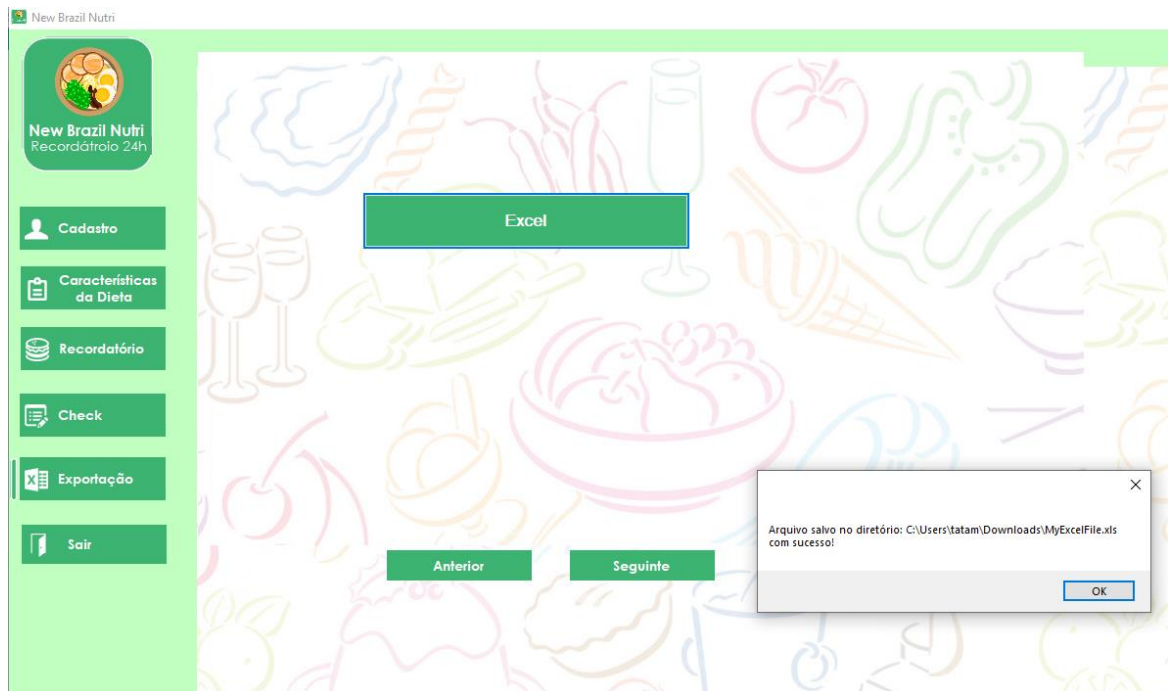 New Brazil Nutri
New Brazil Nutri
Recordátroio 24h
Cadastro
Características
da Dieta
Recordatório
Check
Exportação
Sair
Excel
Anterior
Seguinte
Arquivo salvo no diretório: C:\Users\tatam\Downloads\MyExcelFile.xls
com sucesso!
OK